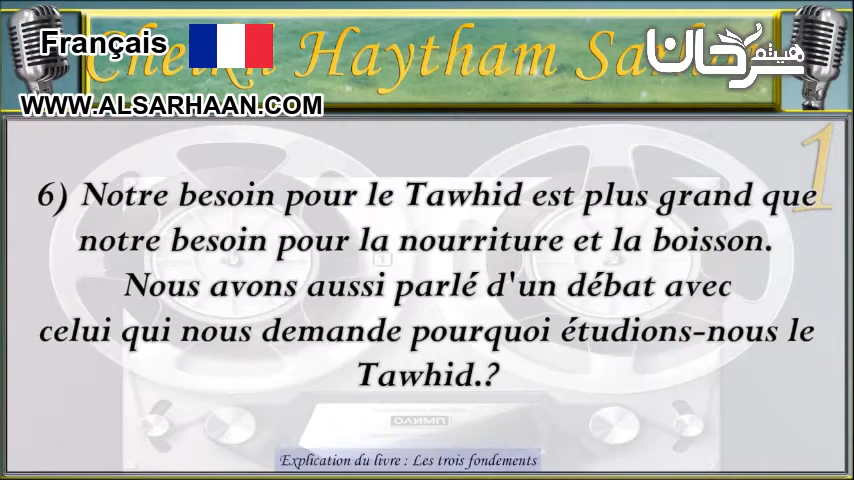 Français
Cheikh Haytham Sarhan
هيثم
سرحان
WWW.ALSARHAAN.COM
1
6) Notre besoin pour le Tawhid est plus grand que
notre besoin pour la nourriture et la boisson.
Nous avons aussi parlé d'un débat avec
celui qui nous demande pourquoi étudions-nous le
Tawhid.?
ОЛИМП
Explication du livre : Les trois fondements